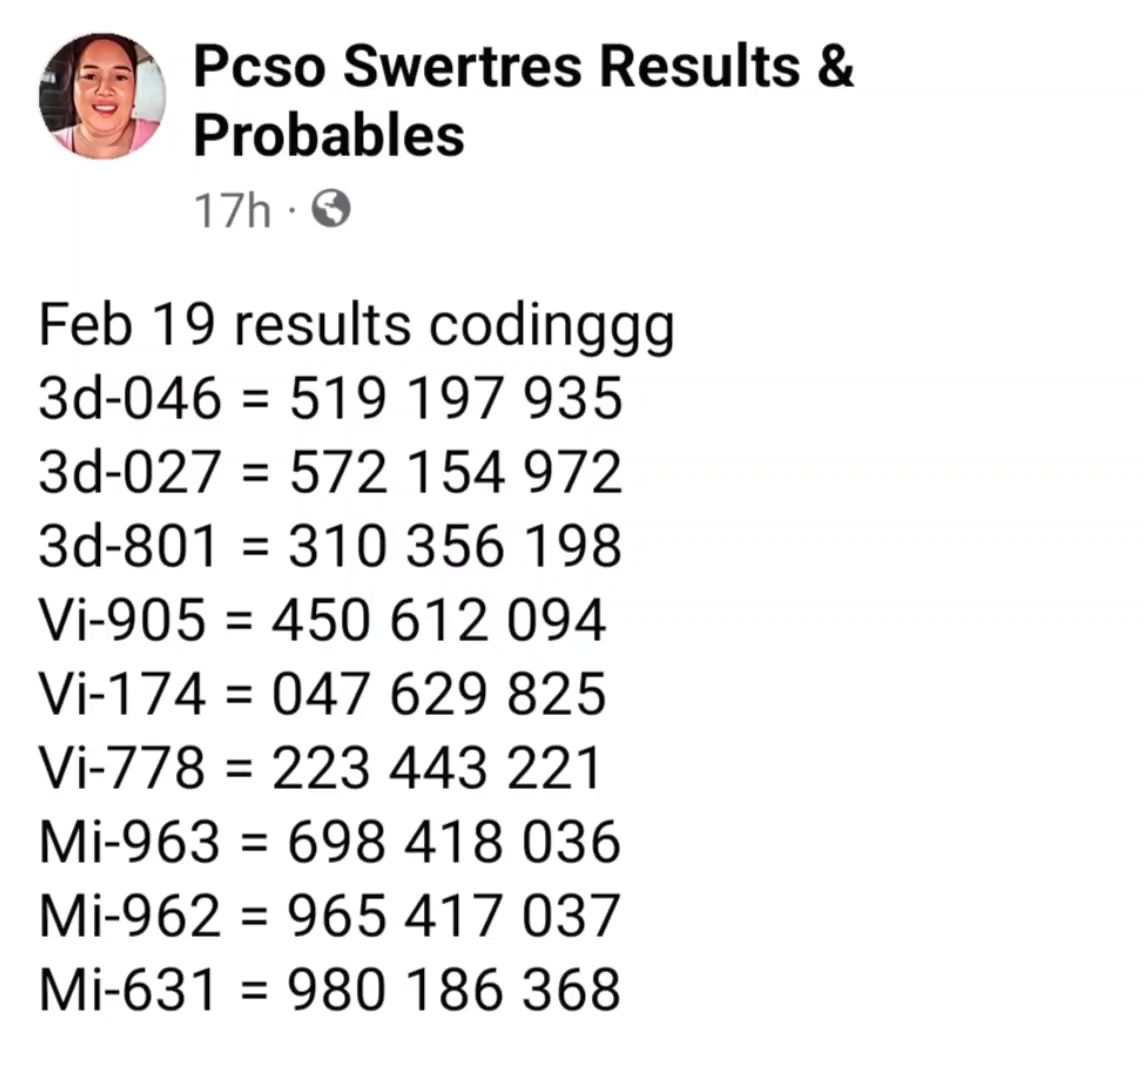 Pcso Swertres Results &
Probables
17h ·
Feb 19 results codinggg
3d-046 = 519 197 935
3d-027 = 572 154 972
3d-801 = 310 356 198
Vi-905 = 450 612 094
Vi-174 = 047 629 825
Vi-778 = 223 443 221
Mi-963 = 698 418 036
Mi-962 = 965 417 037
Mi-631 = 980 186 368